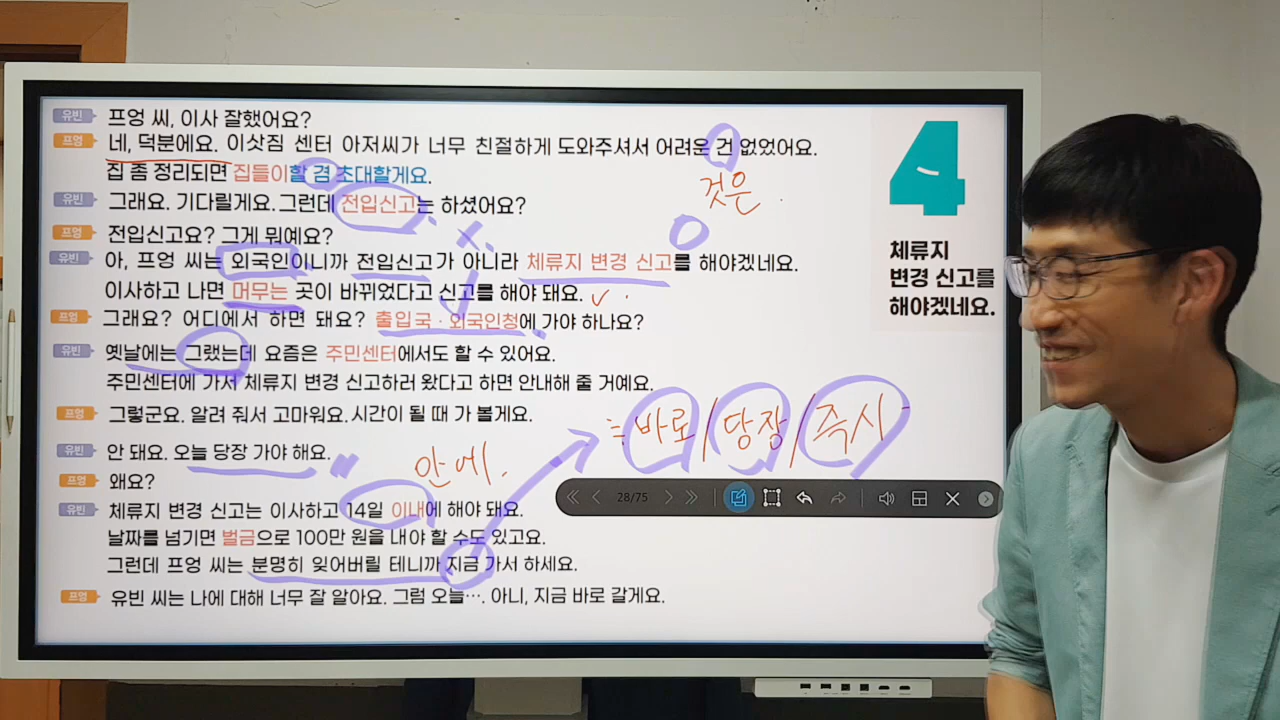 유빈 프엉 씨, 이사 잘했어요?
프엉 네, 덕분에요. 이삿짐 센터 아저씨가 너무 친절하게 도와주셔서 어려운 건 없었어요.
집 좀 정리되면 집들이할 겸 초대할게요.
것은
유빈 그래요. 기다릴게요. 그런데 전입신고는 하셨어요?
프엉 전입신고요? 그게 뭐예요?
유빈 아, 프엉 씨는 외국인이니까 전입신고가 아니라 체류지 변경 신고를 해야겠네요.
이사하고 나면 머무는 곳이 바뀌었다고 신고를 해야 돼요.
프엉 그래요? 어디에서 하면 돼요? 출입국·외국인청에 가야 하나요?
유빈 옛날에는 그랬는데 요즘은 주민센터에서도 할 수 있어요.
주민센터에 가서 체류지 변경 신고하러 왔다고 하면 안내해 줄 거예요.
프엉 그렇군요. 알려 줘서 고마워요. 시간이 될 때 가 볼게요.
유빈 안 돼요. 오늘 당장 가야 해요.
프엉 왜요?
안에.
≒ 바로/당장/즉시
유빈 체류지 변경 신고는 이사하고 14일 이내에 해야 돼요.
날짜를 넘기면 벌금으로 100만 원을 내야 할 수도 있고요.
그런데 프엉 씨는 분명히 잊어버릴 테니까 지금 가서 하세요.
프엉 유빈 씨는 나에 대해 너무 잘 알아요. 그럼 오늘…. 아니, 지금 바로 갈게요.
4
체류지
변경 신고를
해야겠네요.
28/75